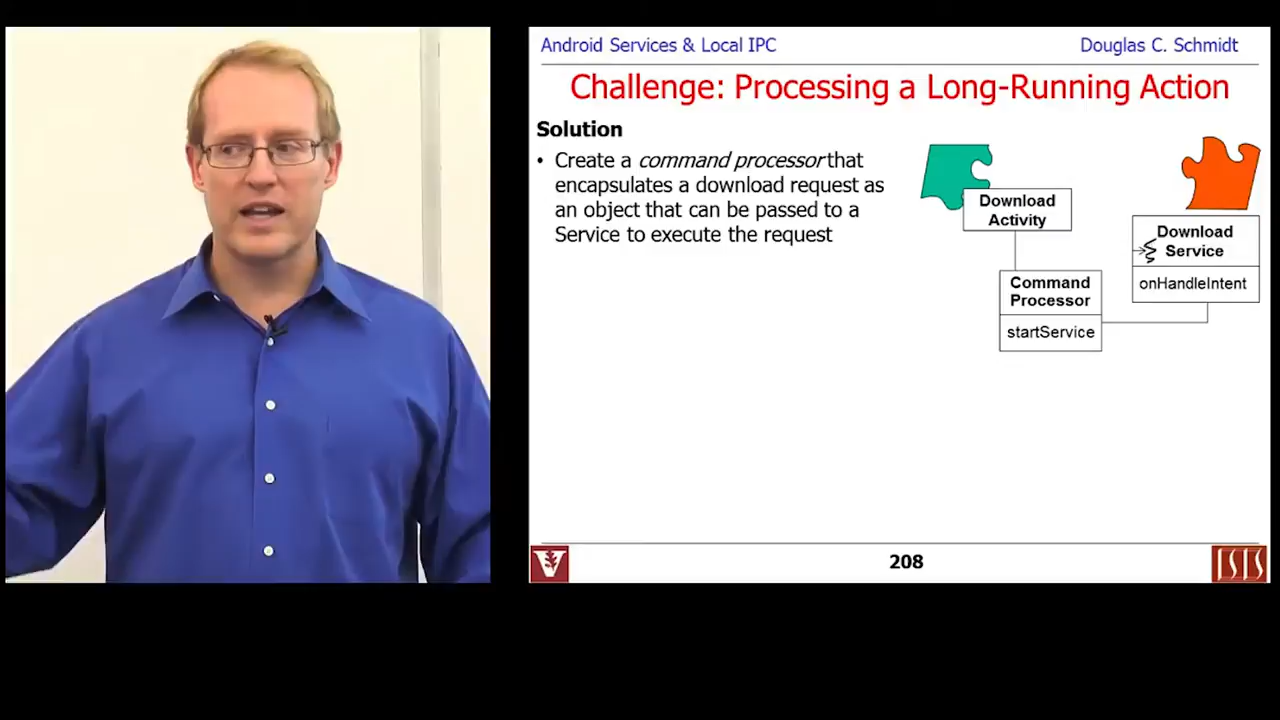 Android Services & Local IPC
Douglas C. Schmidt
Challenge: Processing a Long-Running Action
Solution
• Create a command processor that
encapsulates a download request as
an object that can be passed to a
Service to execute the request
Download
Activity
Command
Processor
startService
Download
Service
onHandleIntent
V
208
ISIS